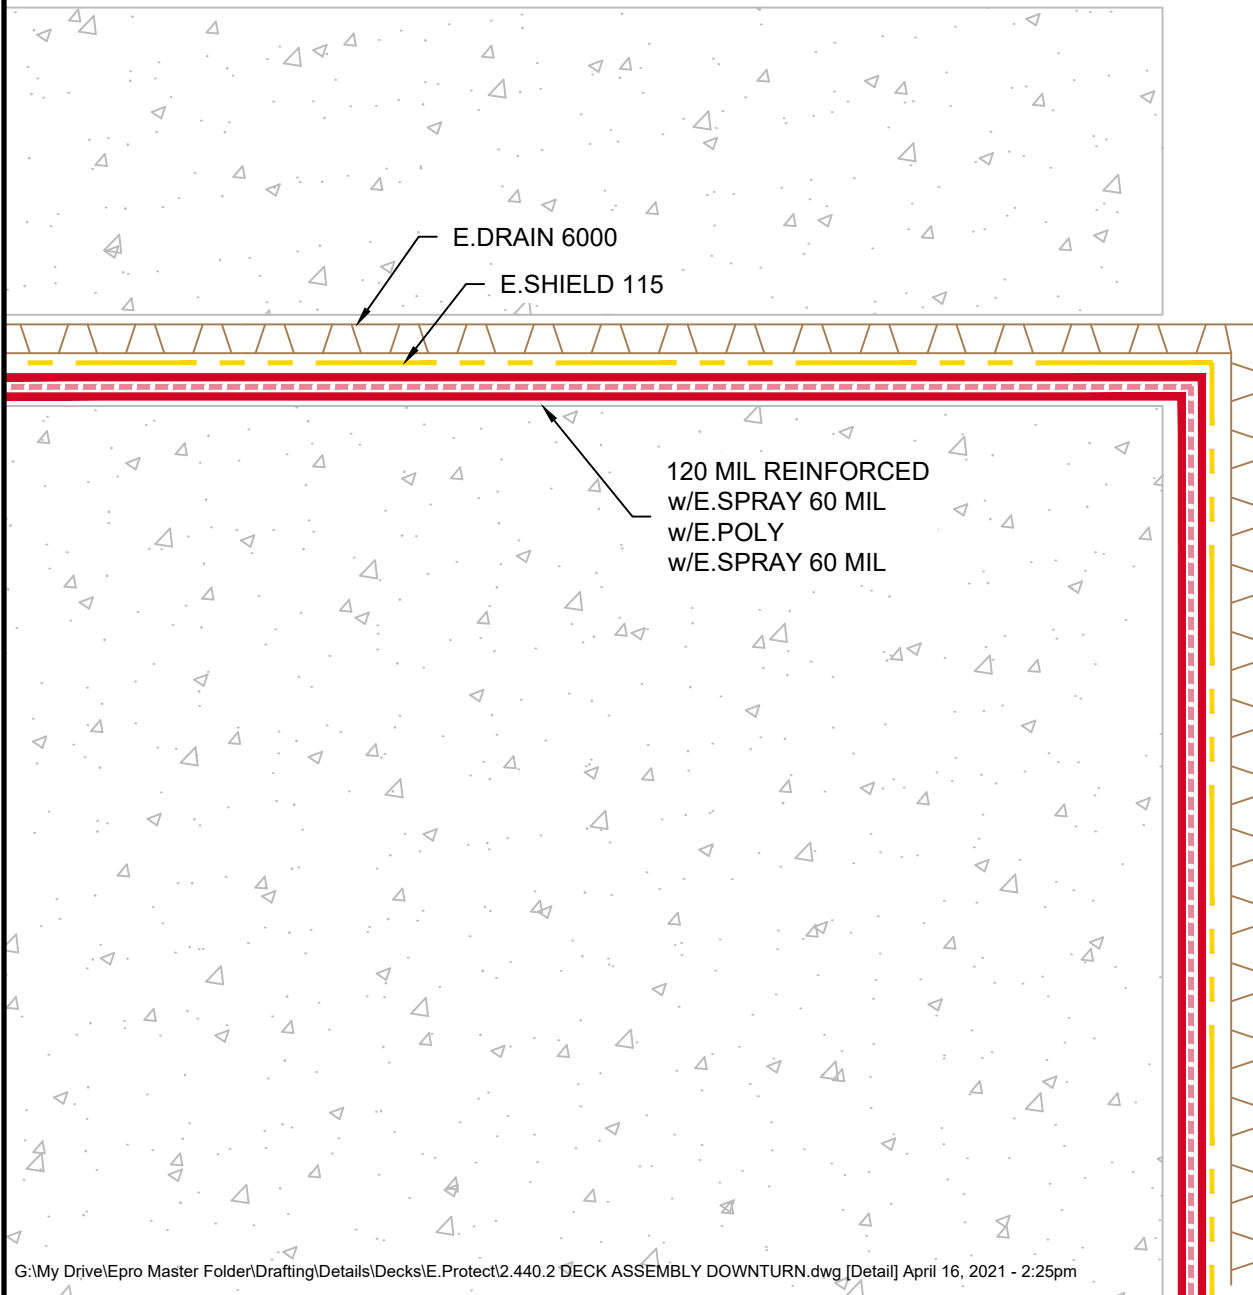 E.DRAIN 6000
E.SHIELD 115
120 MIL REINFORCED
w/E.SPRAY 60 MIL
w/E.POLY
w/E.SPRAY 60 MIL
G:\My Drive\Epro Master Folder\Drafting\Details\Decks\E.Protect\2.440.2 DECK ASSEMBLY DOWNTURN.dwg [Detail] April 16, 2021 - 2:25pm